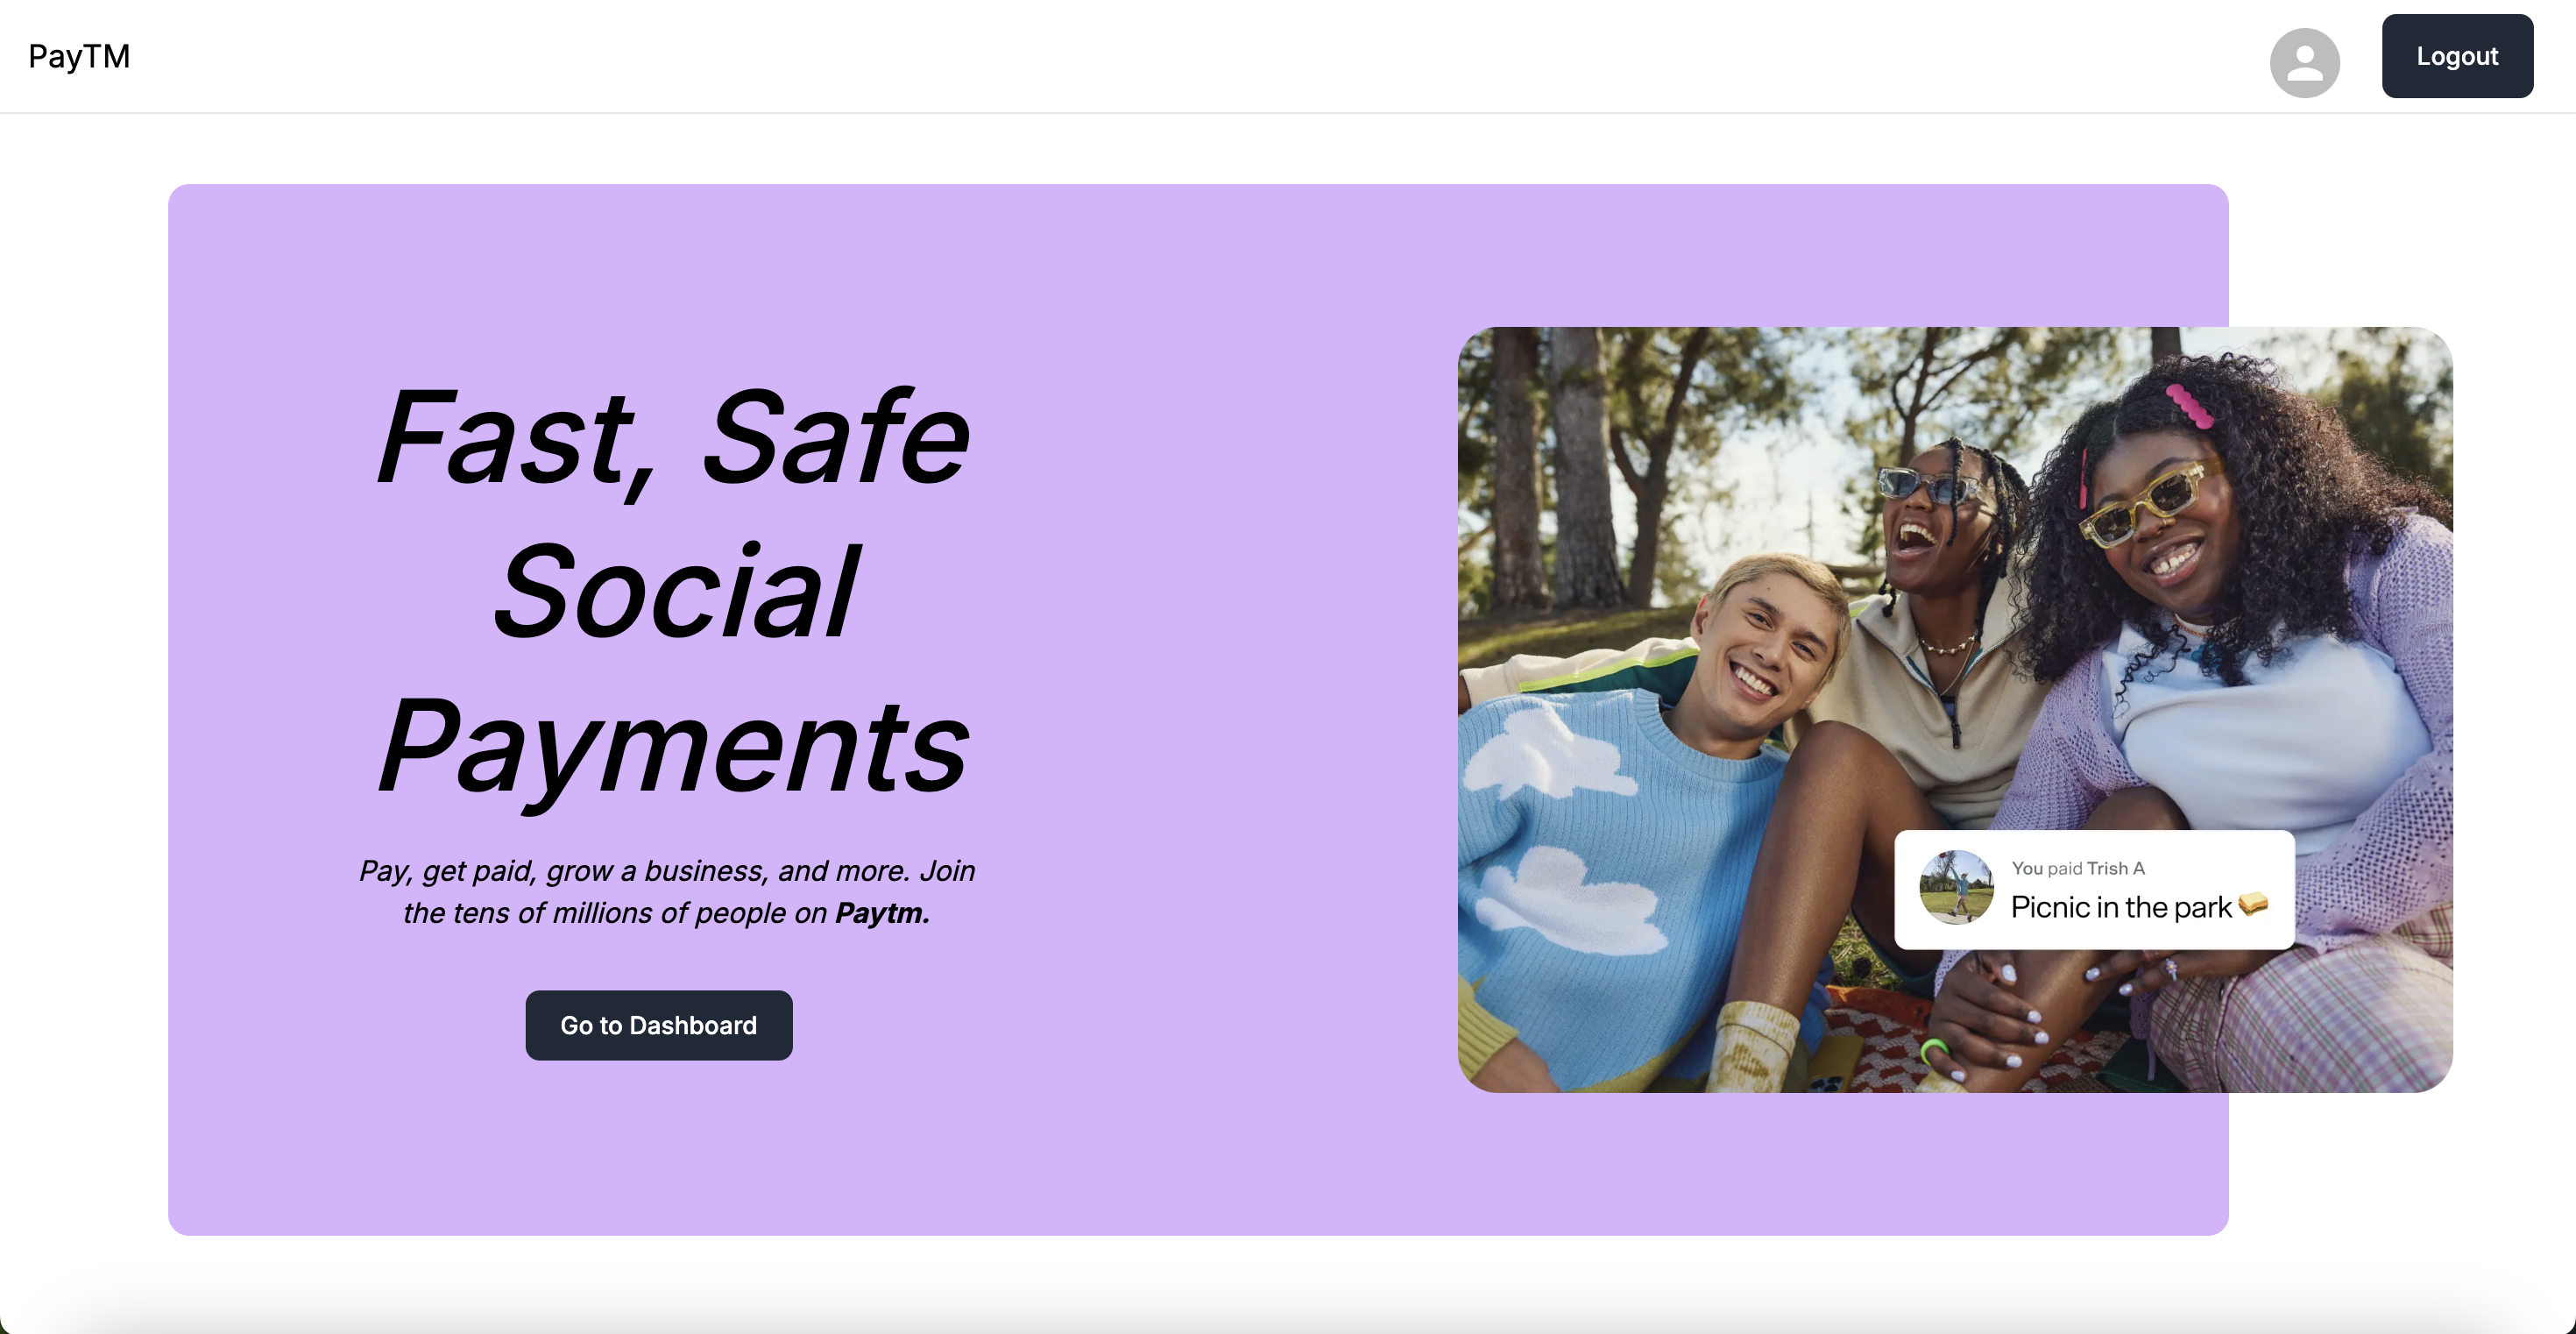 PayTM
Logout
Fast, Safe
Social
Payments
Pay, get paid, grow a business, and more. Join
the tens of millions of people on Paytm.
Go to Dashboard
You paid Trish A
Picnic in the park🥪